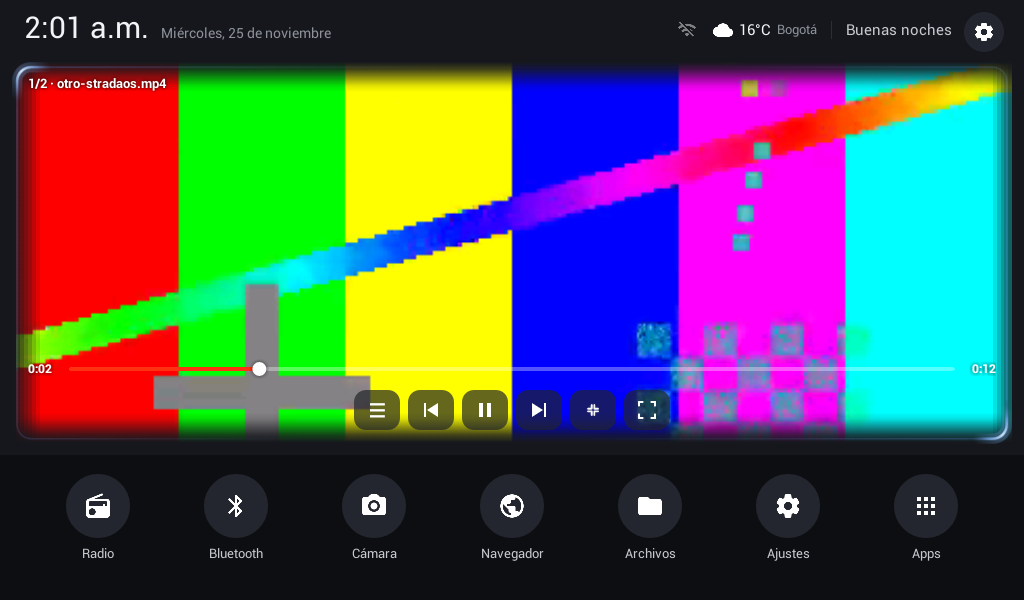 2:01 a.m. Miércoles, 25 de noviembre
16°C Bogotá Buenas noches
1/2 · otro-stradaos.mp4
0:02 0:12
Radio Bluetooth Cámara Navegador Archivos Ajustes Apps